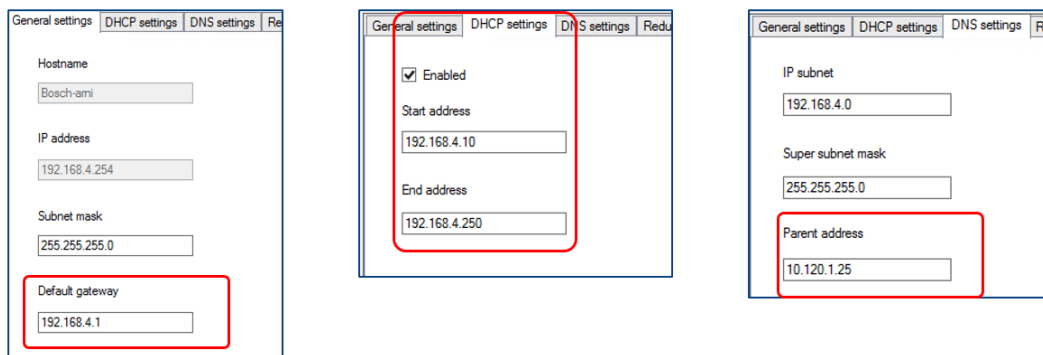 General settings DHCP settings DNS settings Re
Hostname
Bosch-ami
IP address
192.168.4.254
Subnet mask
255.255.255.0
Default gateway
192.168.4.1
General settings DHCP settings DNS settings Redu
Enabled
Start address
192.168.4.10
End address
192.168.4.250
General settings DHCP settings DNS settings R
IP subnet
192.168.4.0
Super subnet mask
255.255.255.0
Parent address
10.120.1.25